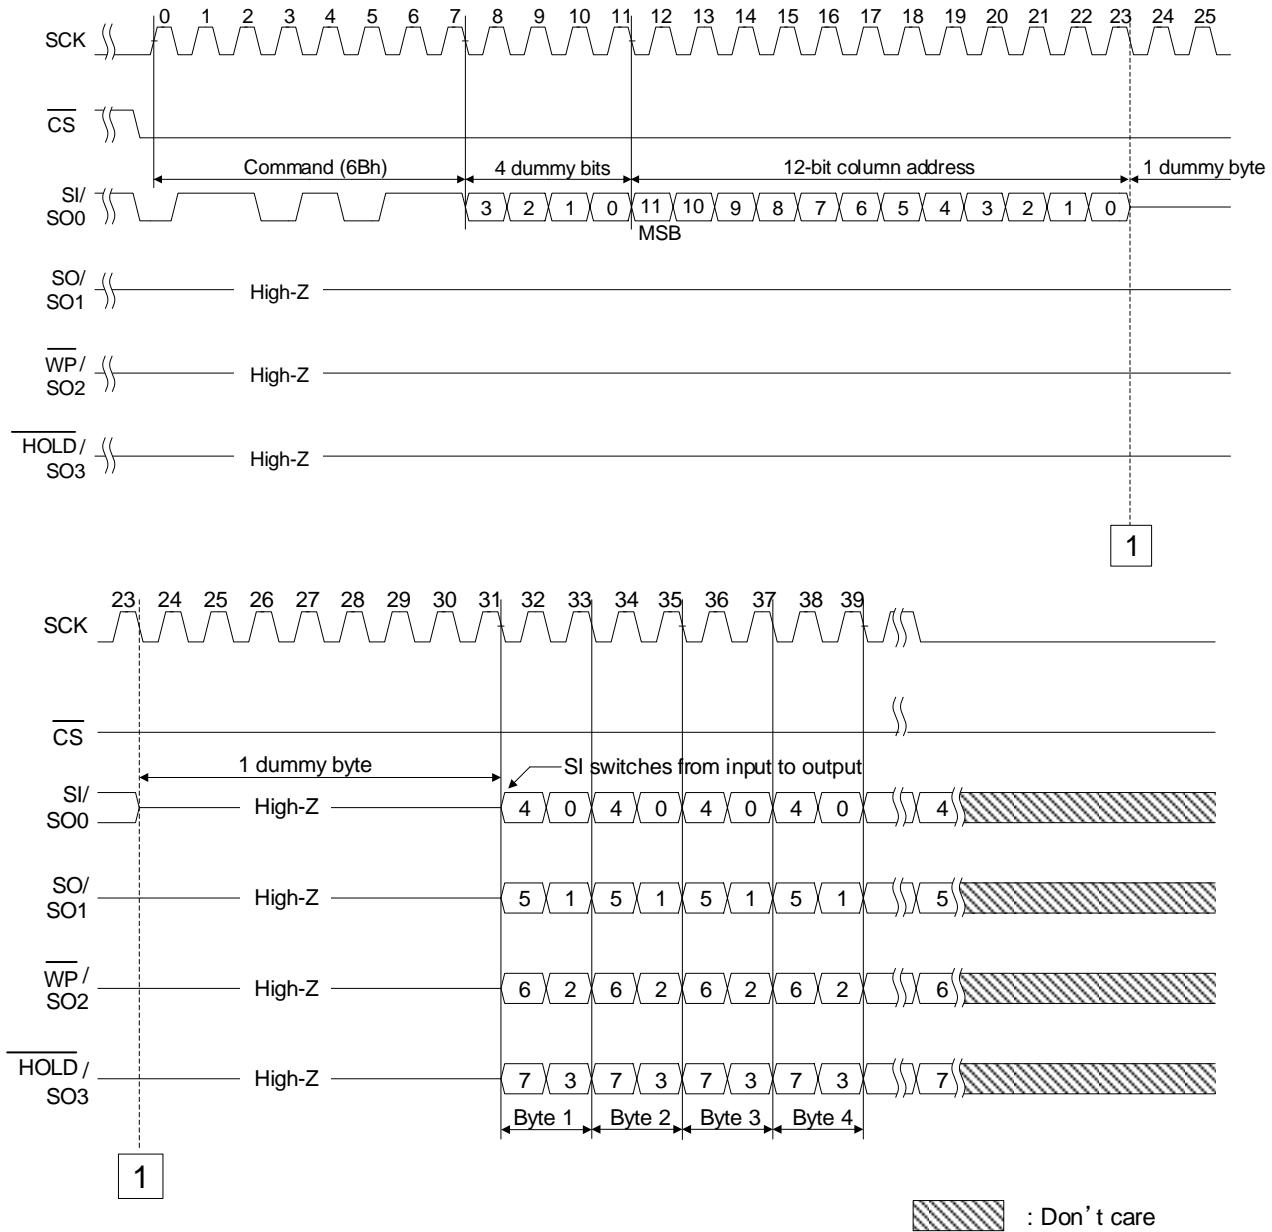 0 1 2 3 4 5 6 7 8 9 10 11 12 13 14 15 16 17 18 19 20 21 22 23 24 25
SCK
CS
Command (6Bh) 4 dummy bits 12-bit column address 1 dummy byte
SI/
SO0
3 2 1 0 11 10 9 8 7 6 5 4 3 2 1 0
MSB
SO/
SO1
High-Z
WP/
SO2
High-Z
HOLD/
SO3
High-Z
1
23 24 25 26 27 28 29 30 31 32 33 34 35 36 37 38 39
SCK
CS
1 dummy byte
SI switches from input to output
SI/
SO0
High-Z 4 0 4 0 4 0 4 0 4
SO/
SO1
High-Z 5 1 5 1 5 1 5 1 5
WP/
SO2
High-Z 6 2 6 2 6 2 6 2 6
HOLD/
SO3
High-Z 7 3 7 3 7 3 7 3 7
Byte 1 Byte 2 Byte 3 Byte 4
1
: Don't care